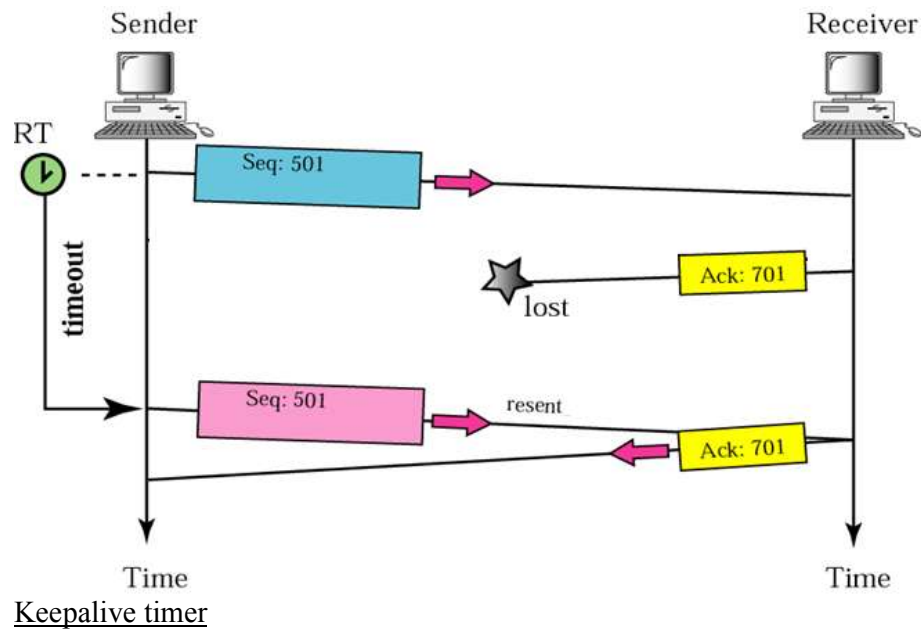 Sender
Receiver
RT
Seq: 501
timeout
Ack: 701
lost
Seq: 501
resent
Ack: 701
Time
Time
Keepalive timer